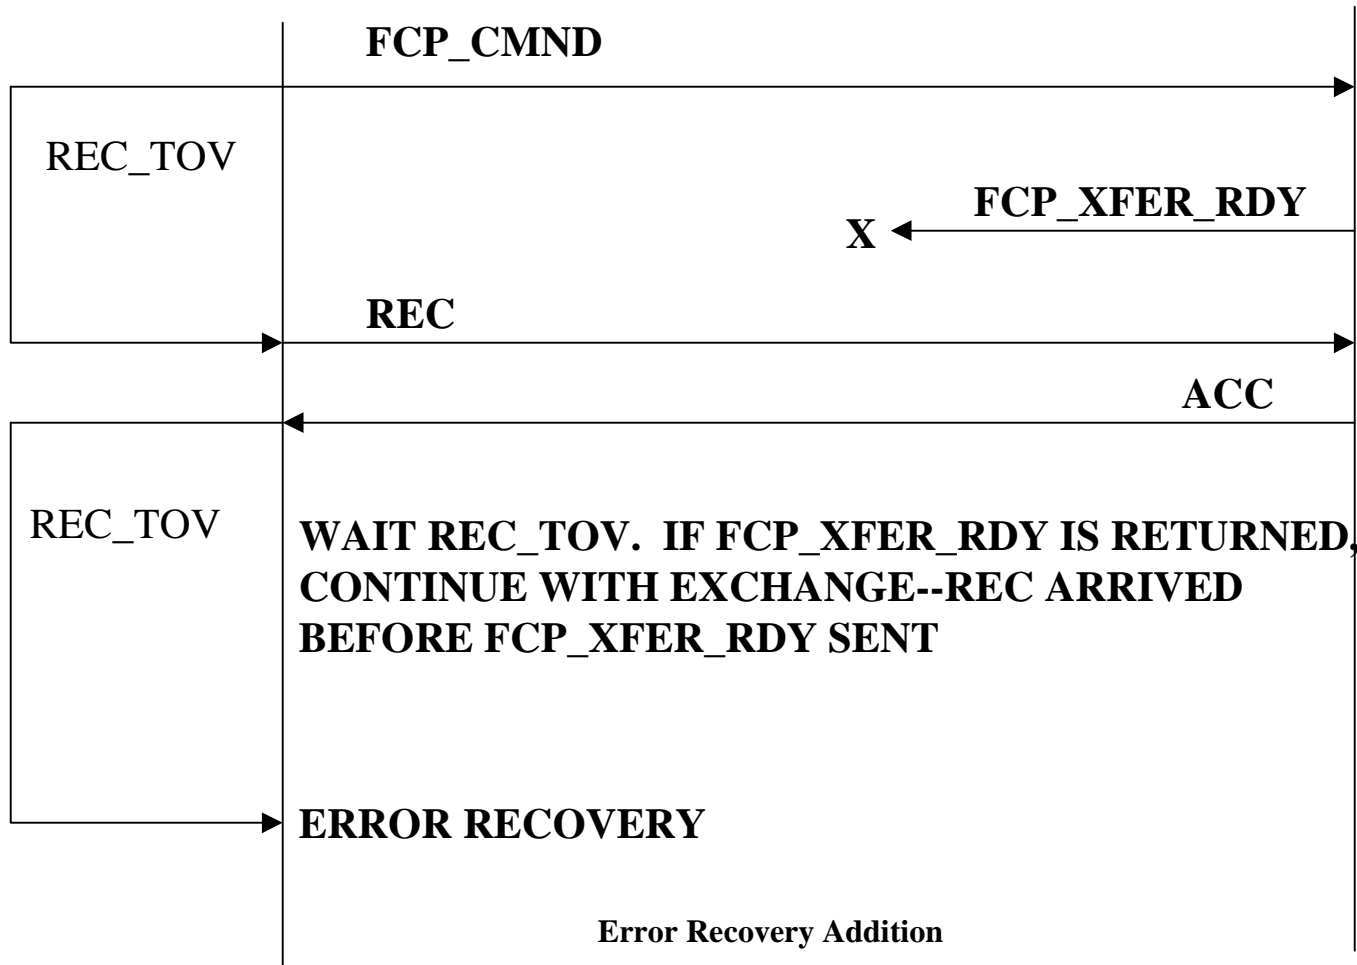 FCP_CMND
REC_TOV
FCP_XFER_RDY
X
REC
ACC
REC_TOV
WAIT REC_TOV. IF FCP_XFER_RDY IS RETURNED,
CONTINUE WITH EXCHANGE--REC ARRIVED
BEFORE FCP_XFER_RDY SENT
ERROR RECOVERY
Error Recovery Addition